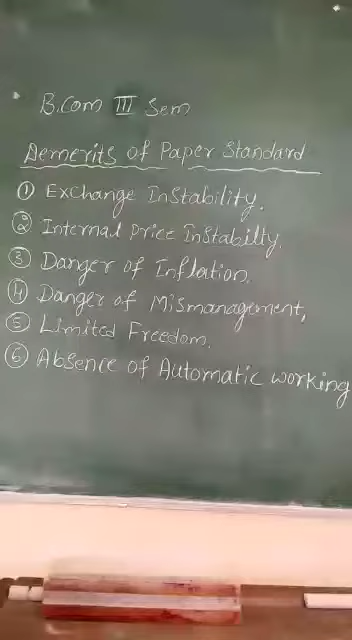 B.Com III Sem
Demerits of Paper Standard
① Exchange InStability.
② Internal Price InStabilty.
③ Danger of Inflation.
④ Danger of Mismanagement,
⑤ Limited Freedom.
⑥ Absence of Automatic working